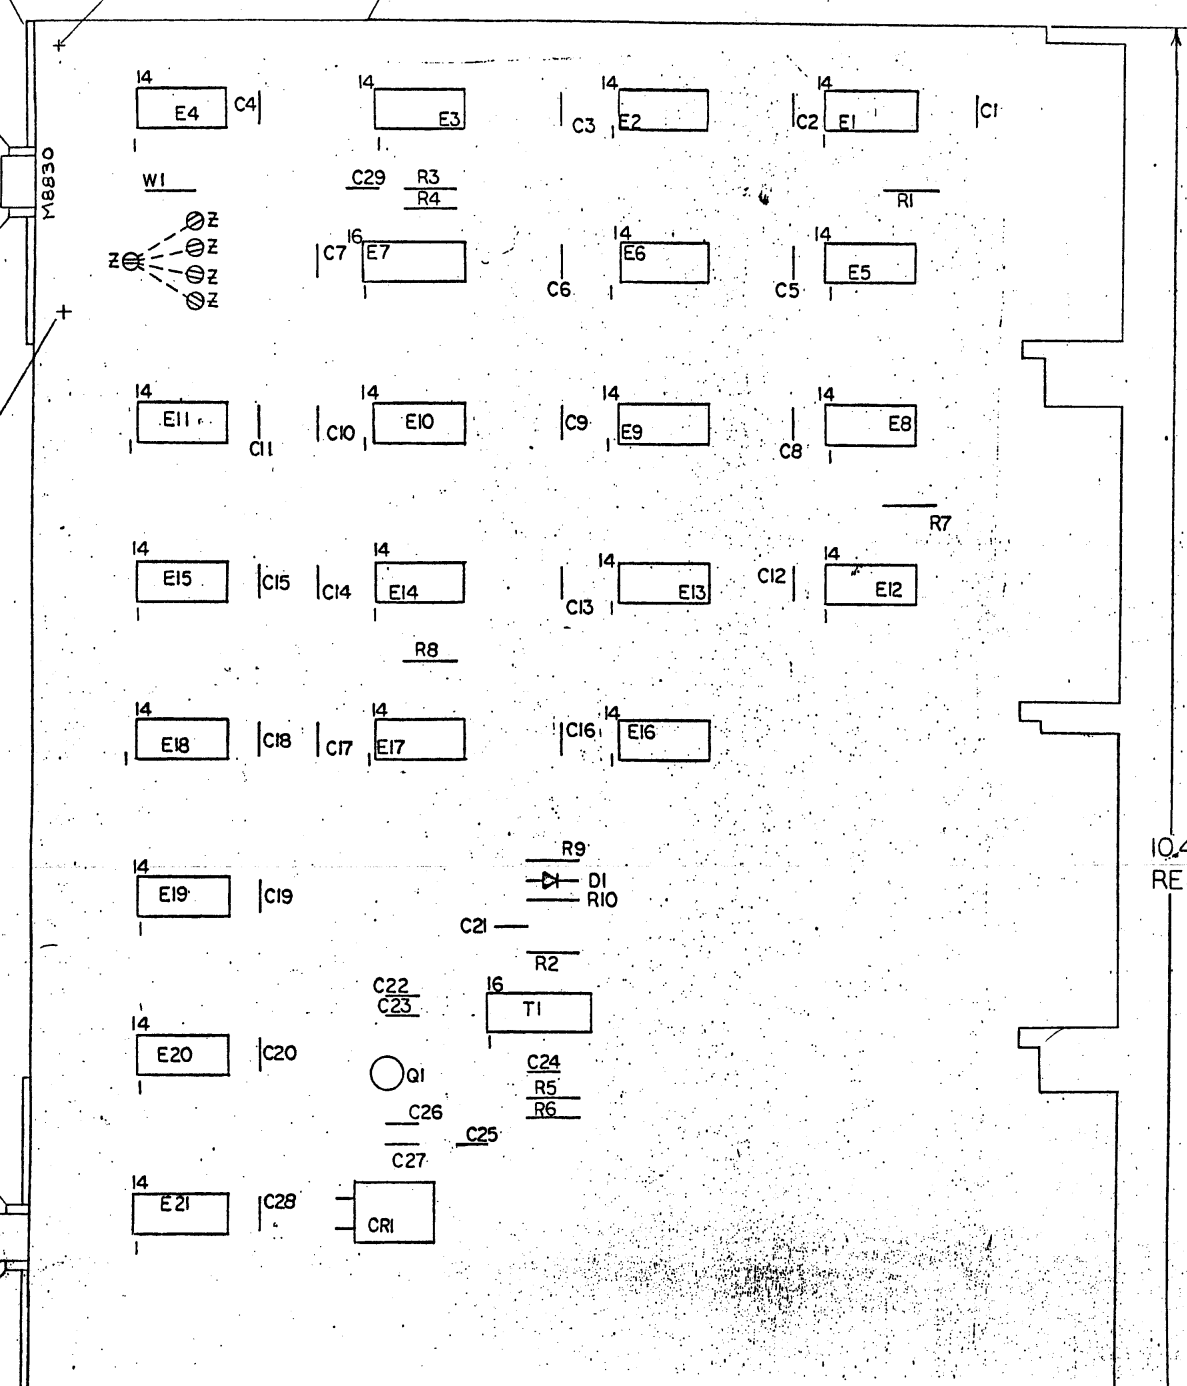 14 14 14 14
E4 C4 E3 C3 E2 C2 E1 C1
1 1 1 1
M8830
W1 C29 R3 R1
R4
Z
Z
Z
Z
Z
16 14 14
C7 E7 C6 E6 C5 E5
1 1 1
14 14 14 14
E11 C11 C10 E10 C9 E9 C8 E8
1 1 1 1
R7
14 14 14 14
E15 C15 C14 E14 C13 E13 C12 E12
1 1 1 1
R8
14 14 14
E18 C18 C17 E17 C16 E16
1 1 1
R9
D1
R10
10.4
RE
14
E19 C19
1
C21
R2
C22
C23
16
T1
1
14
E20 C20
1
Q1
C24
R5
R6
C26
C25
C27
14
E21 C28
1
CR1